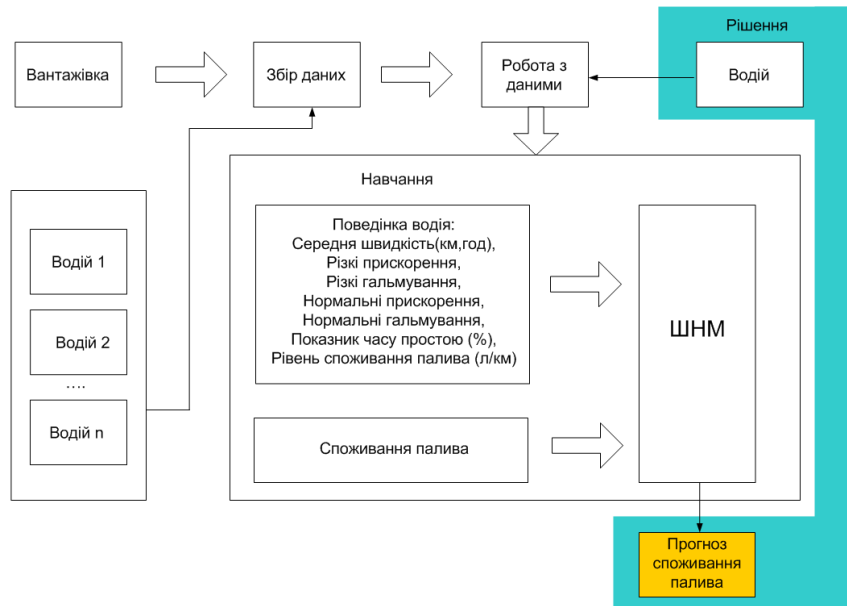 Рішення
Вантажівка
Збір даних
Робота з
даними
Водій
Навчання
Водій 1
Водій 2
....
Водій n
Поведінка водія:
Середня швидкість(км,год),
Різкі прискорення,
Різкі гальмування,
Нормальні прискорення,
Нормальні гальмування,
Показник часу простою (%),
Рівень споживання палива (л/км)
ШНМ
Споживання палива
Прогноз
споживання
палива